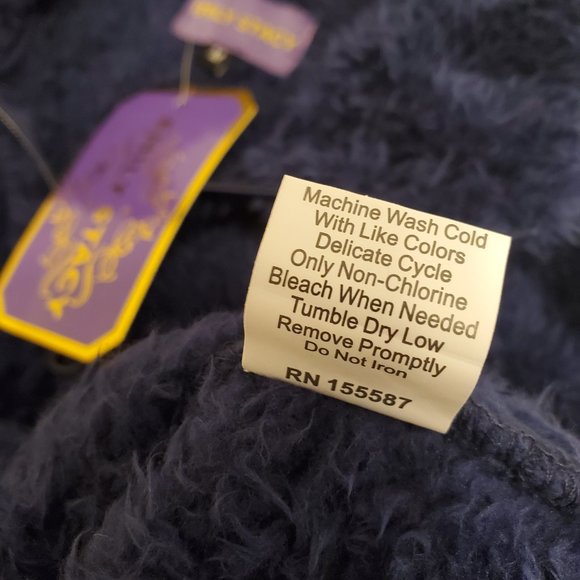 Machine Wash Cold
With Like Colors
Delicate Cycle
Only Non-Chlorine
Bleach When Needed
Tumble Dry Low
Remove Promptly
Do Not Iron
RN 155587